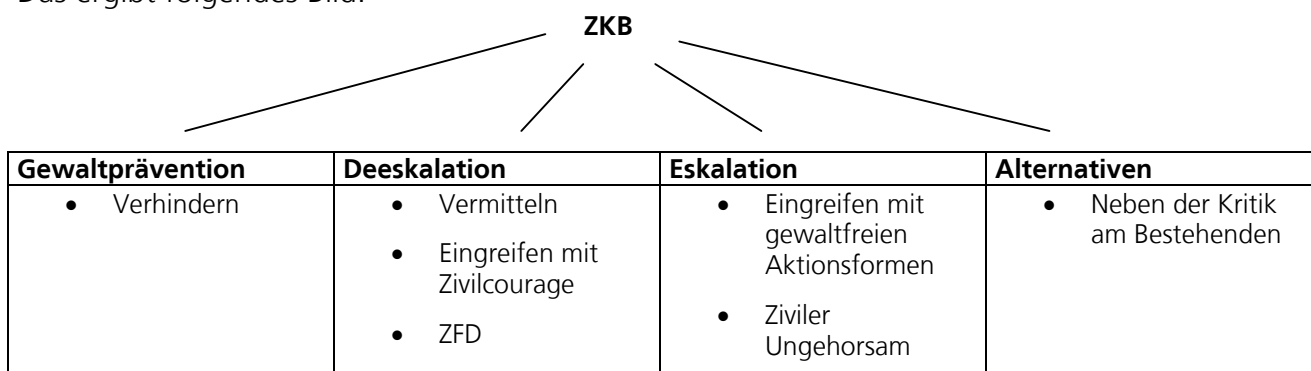 Das ergibt folgendes Bild:
ZKB
Gewaltprävention
• Verhindern
Deeskalation
• Vermitteln
• Eingreifen mit
Zivilcourage
• ZFD
Eskalation
• Eingreifen mit
gewaltfreien
Aktionsformen
• Ziviler
Ungehorsam
Alternativen
• Neben der Kritik
am Bestehenden